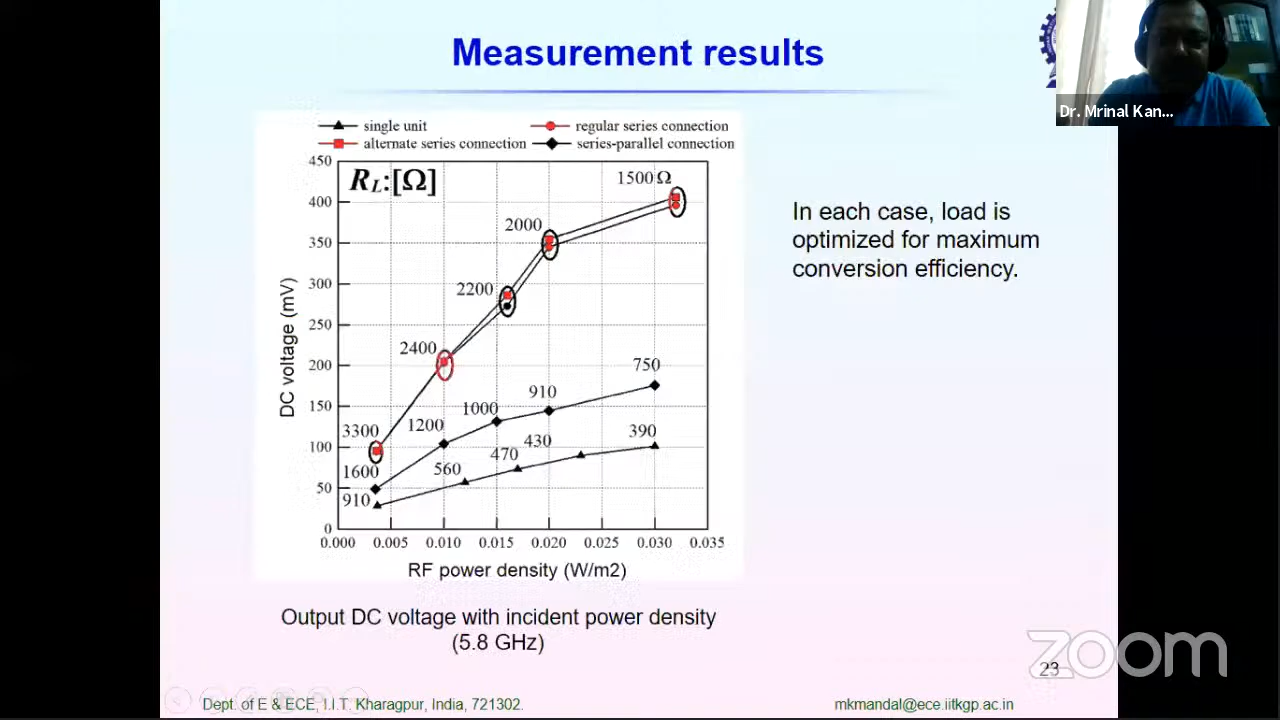 Measurement results
Dr. Mrinal Kan...
single unit
regular series connection
alternate series connection
series-parallel connection
R_L:[Ω]
450
400
350
300
250
200
150
100
50
0
1500 Ω
2000
2200
2400
3300
750
910
1000
1200
1600
390
430
470
560
910
0.000 0.005 0.010 0.015 0.020 0.025 0.030 0.035
DC voltage (mV)
RF power density (W/m2)
In each case, load is
optimized for maximum
conversion efficiency.
Output DC voltage with incident power density
(5.8 GHz)
zoom
23
Dept. of E & ECE, I.I.T. Kharagpur, India, 721302.
mkmandal@ece.iitkgp.ac.in